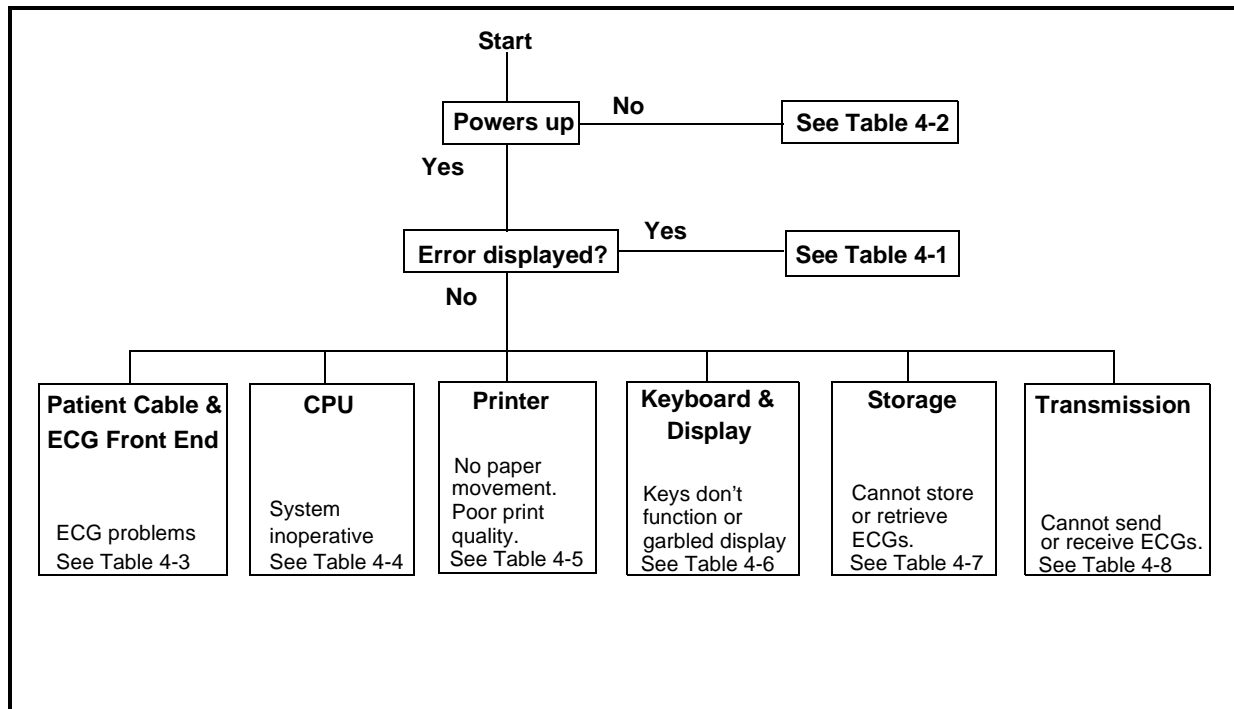 Start
Powers up
No
See Table 4-2
Yes
Error displayed?
Yes
See Table 4-1
No
Patient Cable &
ECG Front End
ECG problems
See Table 4-3
CPU
System
inoperative
See Table 4-4
Printer
No paper
movement.
Poor print
quality.
See Table 4-5
Keyboard &
Display
Keys don’t
function or
garbled display
See Table 4-6
Storage
Cannot store
or retrieve
ECGs.
See Table 4-7
Transmission
Cannot send
or receive ECGs.
See Table 4-8